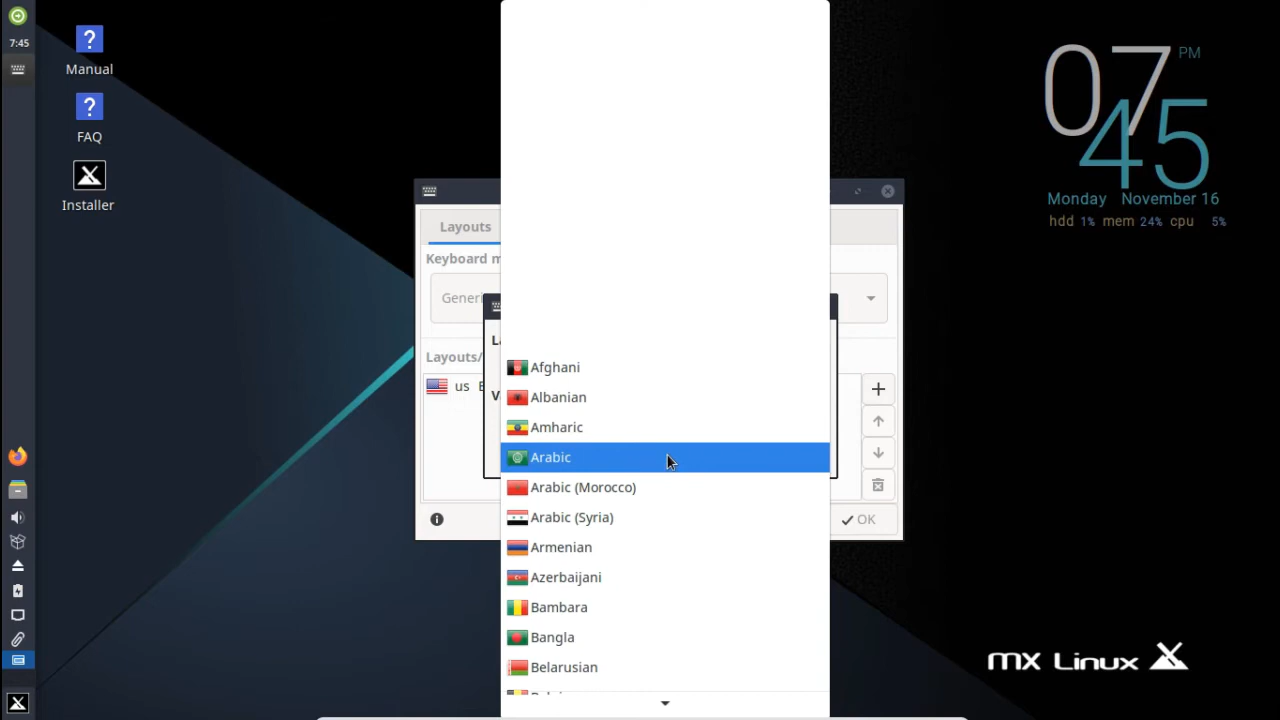 7:45
Manual
FAQ
Installer
07 PM
45
Monday November 16
hdd 1% mem 24% cpu 5%
Layouts
Keyboard m
Generi
Layouts/
us
Afghani
Albanian
Amharic
Arabic
Arabic (Morocco)
Arabic (Syria)
Armenian
Azerbaijani
Bambara
Bangla
Belarusian
OK
MX Linux